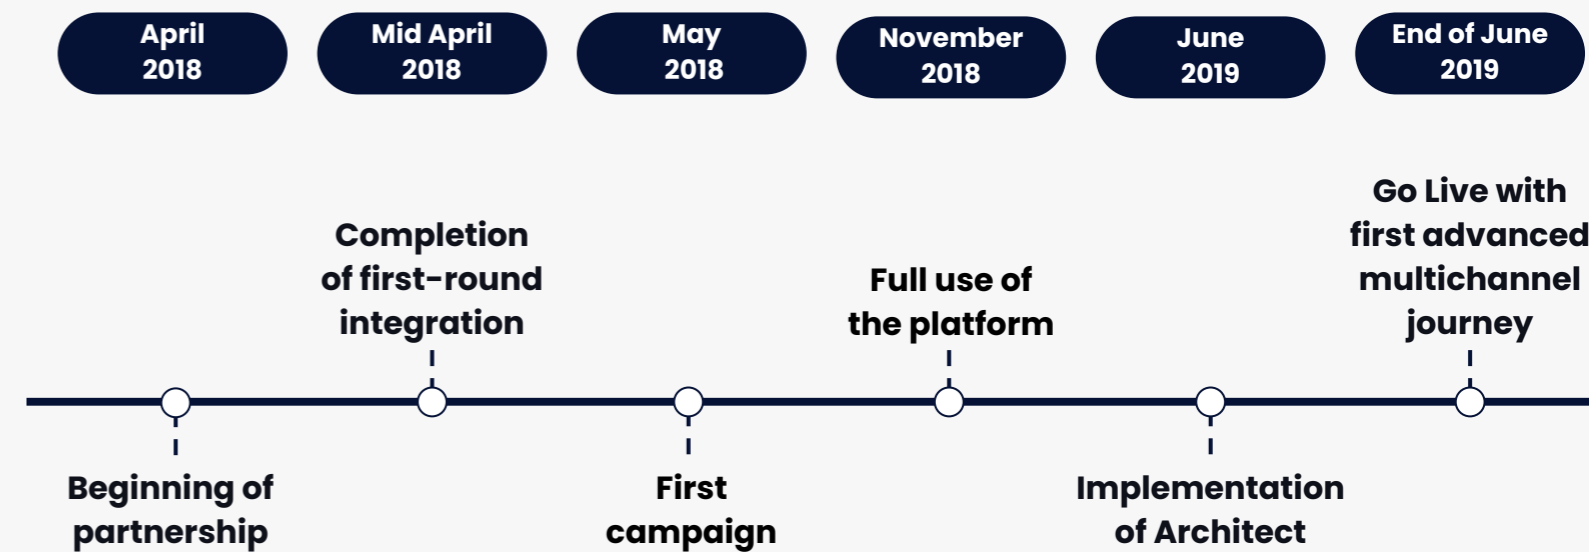 April
2018
Mid April
2018
May
2018
November
2018
June
2019
End of June
2019
Beginning of
partnership
Completion
of first-round
integration
First
campaign
Full use of
the platform
Implementation
of Architect
Go Live with
first advanced
multichannel
journey